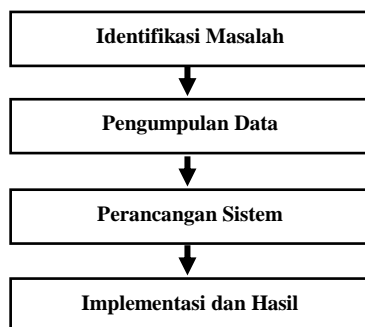 Identifikasi Masalah
Pengumpulan Data
Perancangan Sistem
Implementasi dan Hasil